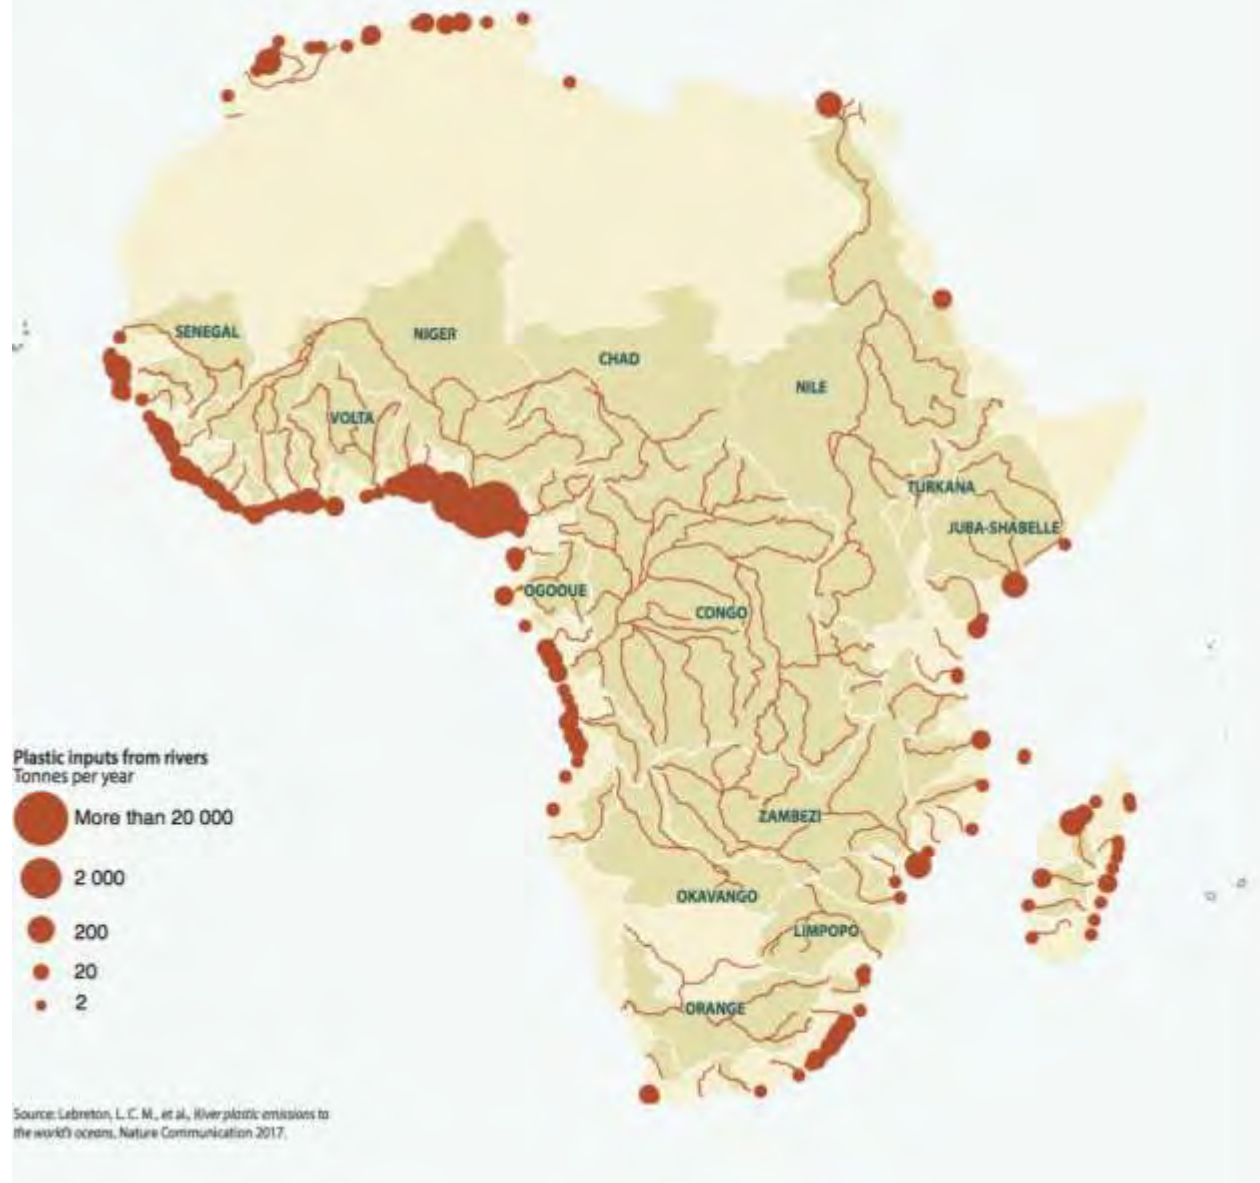 SENEGAL
NIGER
CHAD
NILE
VOLTA
TURKANA
JUBA-SHABELLE
OGOOUE
CONGO
ZAMBEZI
OKAVANGO
LIMPOPO
ORANGE
Plastic inputs from rivers
Tonnes per year
More than 20 000
2 000
200
20
2
Source: Lebreton, L. C. M., et al., River plastic emissions to
the world's oceans, Nature Communication 2017.